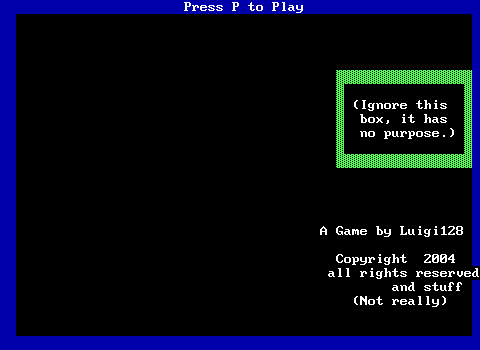 Press P to Play
(Ignore this
box, it has
no purpose.)
A Game by Luigi128
Copyright  2004
all rights reserved
and stuff
(Not really)